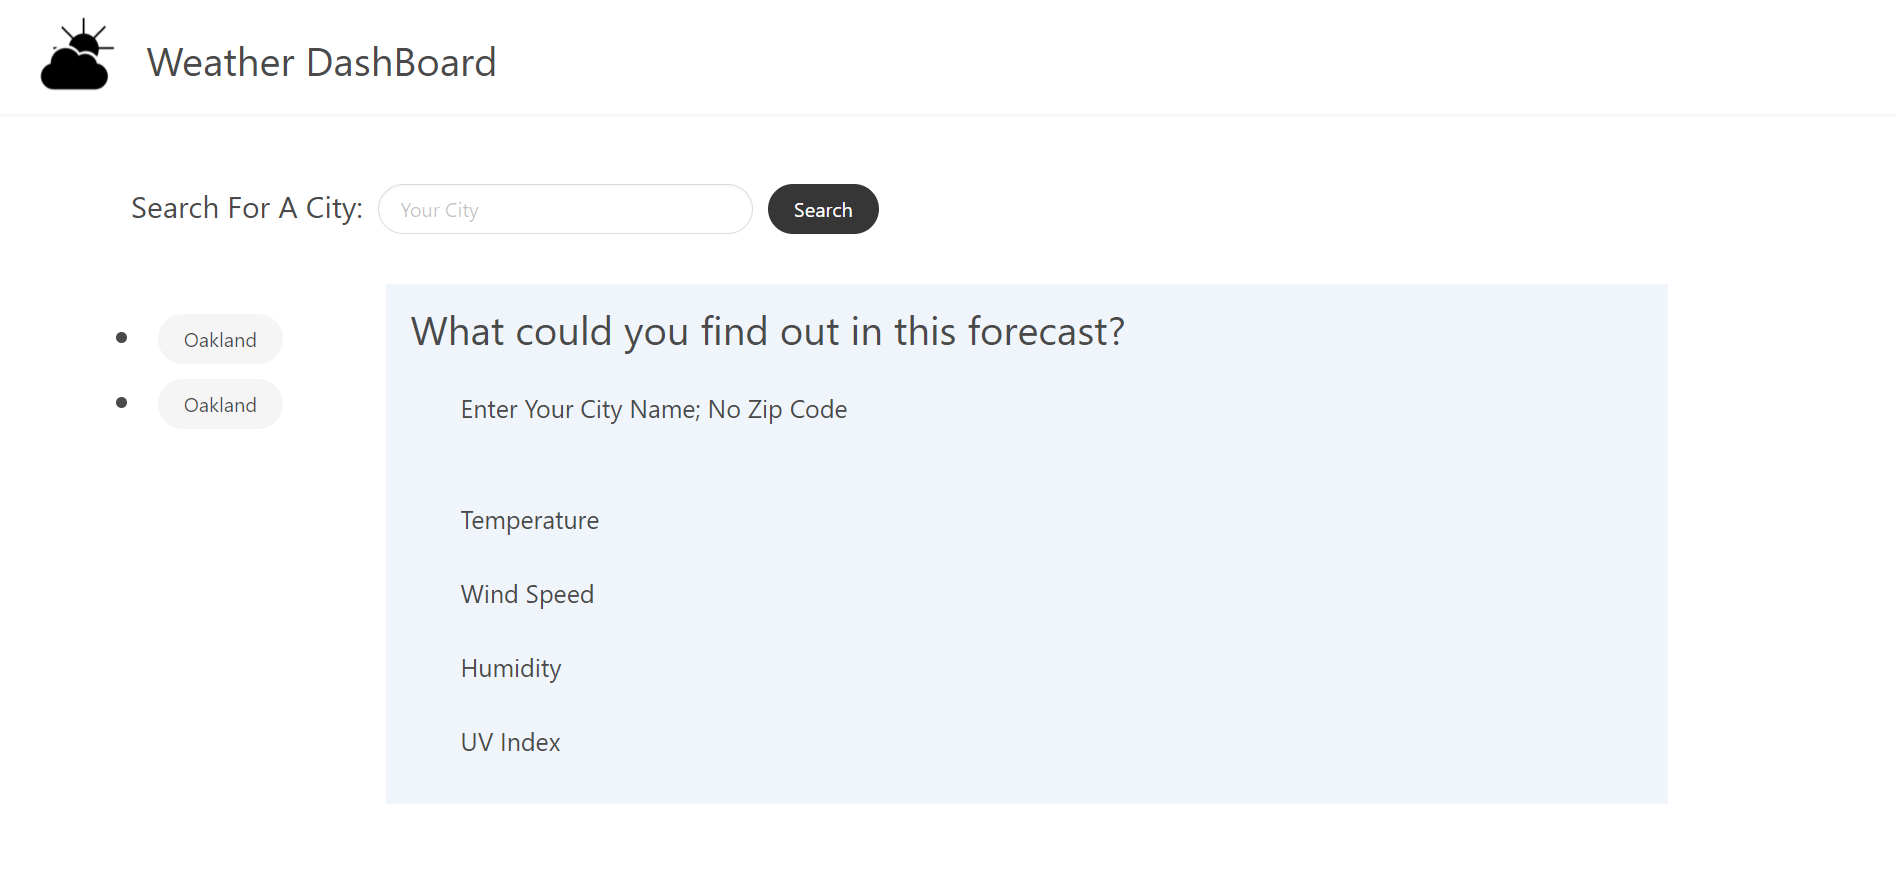 Weather DashBoard
Search For A City:
Your City
Search
Oakland
Oakland
What could you find out in this forecast?
Enter Your City Name; No Zip Code
Temperature
Wind Speed
Humidity
UV Index